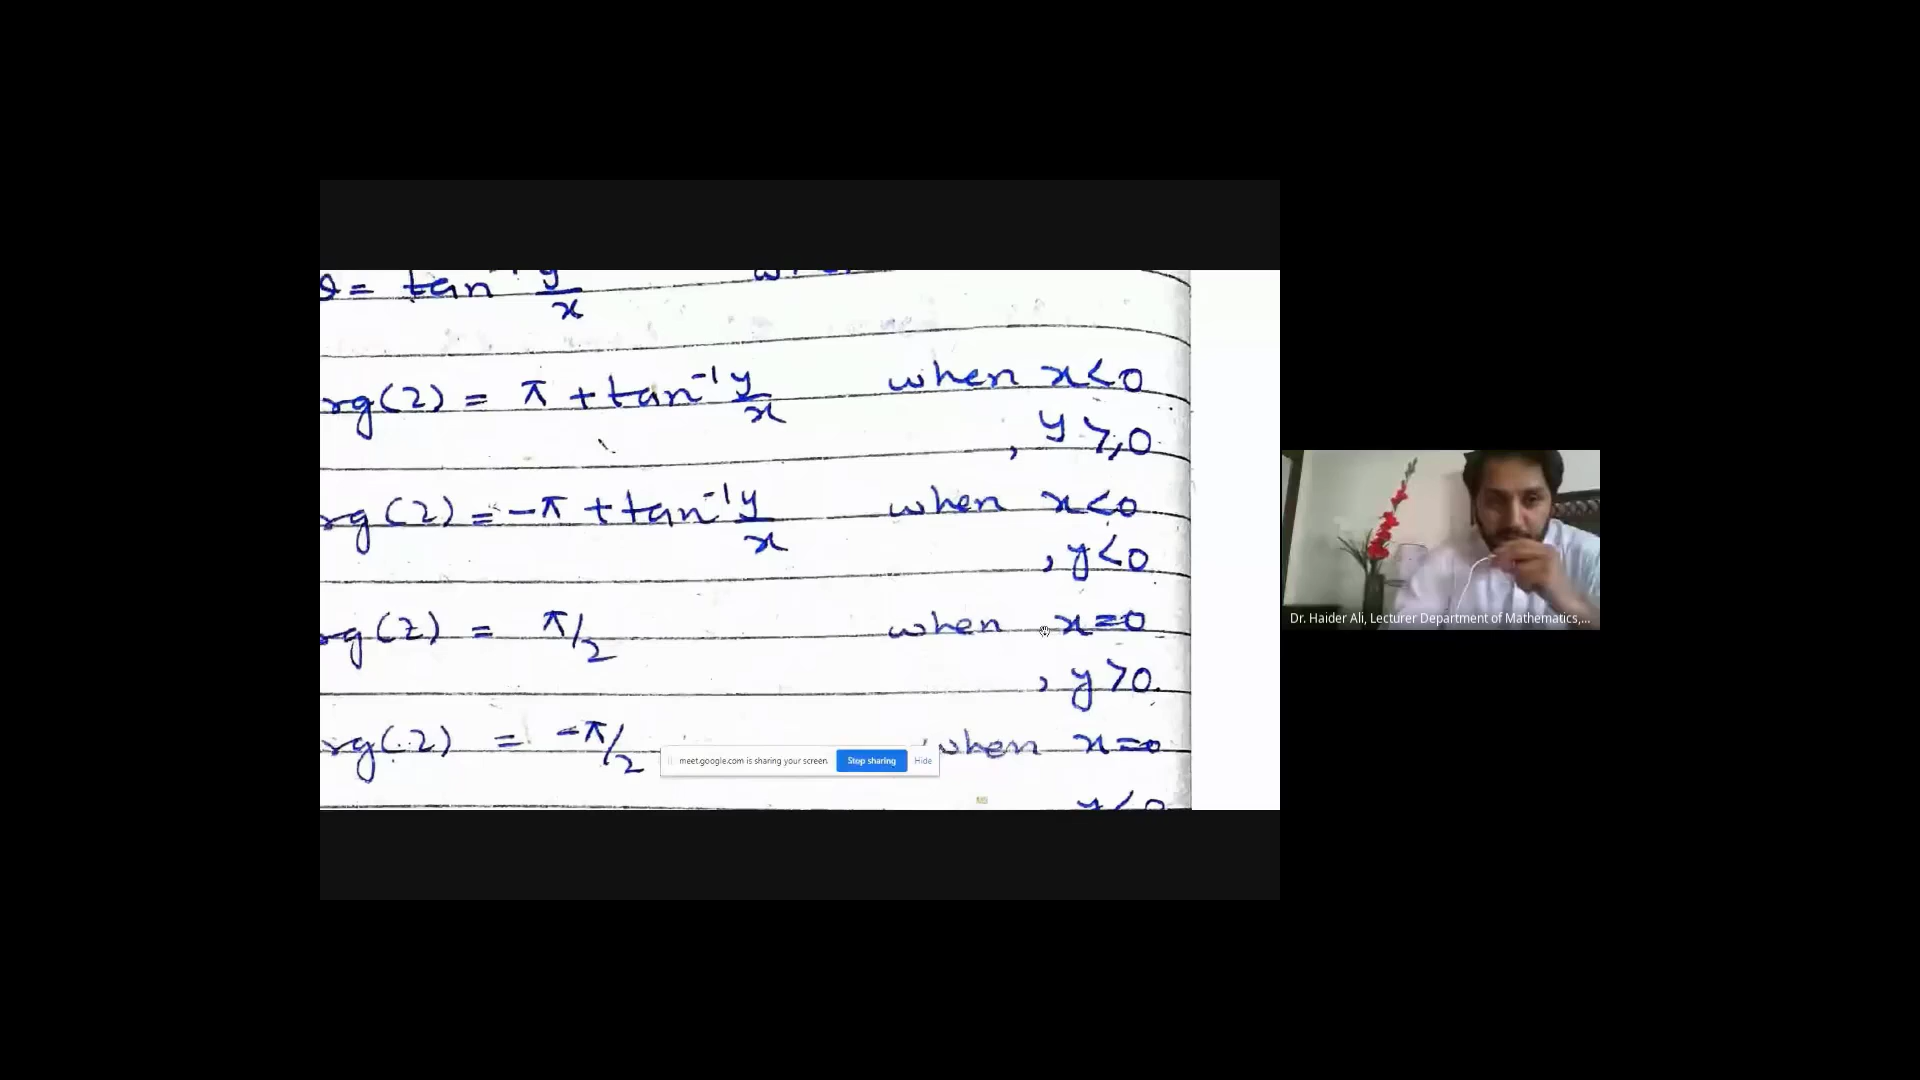 θ = tan⁻¹ y/x
rg(z) = π + tan⁻¹ y/x when x<0
, y ≥ 0
rg(z) = -π + tan⁻¹ y/x when x<0
, y<0
rg(z) = π/2 when x=0
, y>0.
rg(z) = -π/2 when x=0
y<0
meet.google.com is sharing your screen Stop sharing Hide
Dr. Haider Ali, Lecturer Department of Mathematics,...